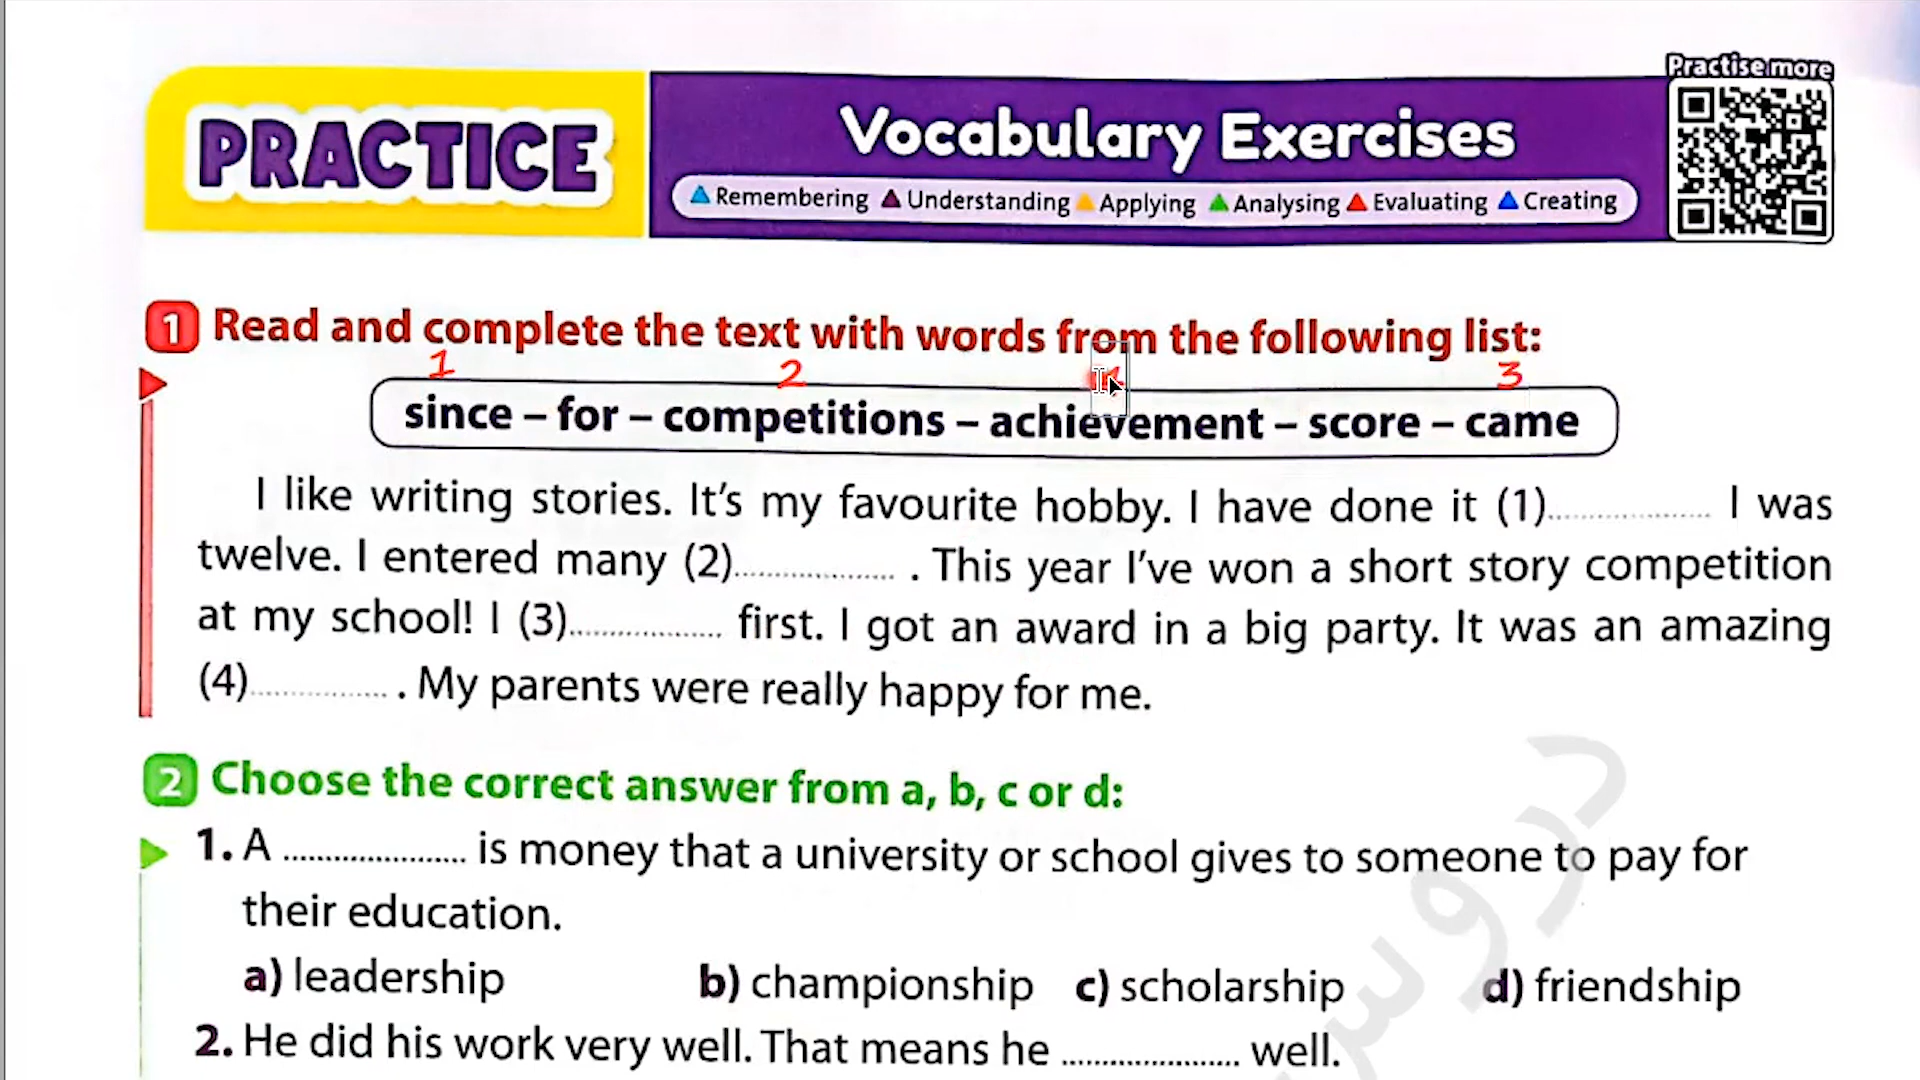 Practise more
PRACTICE
Vocabulary Exercises
Remembering Understanding Applying Analysing Evaluating Creating
1 Read and complete the text with words from the following list:
1 2 3
since – for – competitions – achievement – score – came
I like writing stories. It's my favourite hobby. I have done it (1)................. I was
twelve. I entered many (2)................. . This year I've won a short story competition
at my school! I (3)................. first. I got an award in a big party. It was an amazing
(4)................. . My parents were really happy for me.
2 Choose the correct answer from a, b, c or d:
1. A ..................... is money that a university or school gives to someone to pay for
their education.
a) leadership b) championship c) scholarship d) friendship
2. He did his work very well. That means he ..................... well.